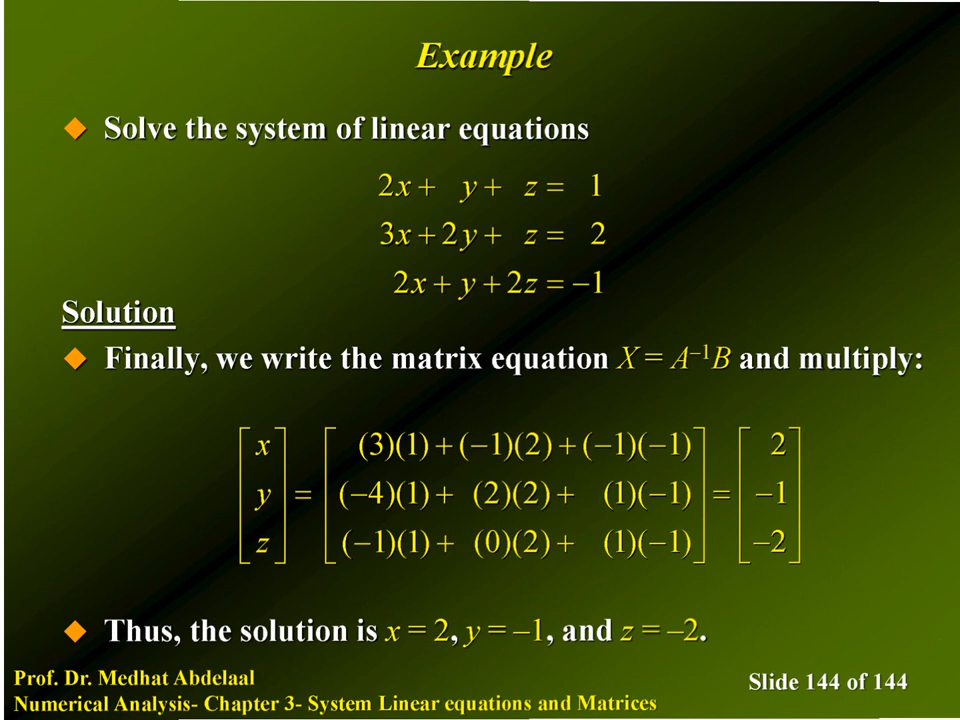 Example
◆ Solve the system of linear equations
2x + y + z = 1
3x + 2y + z = 2
2x + y + 2z = −1
Solution
◆ Finally, we write the matrix equation X = A⁻¹B and multiply:
[x] = [(3)(1) + (−1)(2) + (−1)(−1)] = [2]
[y] = [(−4)(1) + (2)(2) + (1)(−1)] = [−1]
[z] = [(−1)(1) + (0)(2) + (1)(−1)] = [−2]
◆ Thus, the solution is x = 2, y = –1, and z = –2.
Prof. Dr. Medhat Abdelaal
Numerical Analysis- Chapter 3- System Linear equations and Matrices
Slide 144 of 144